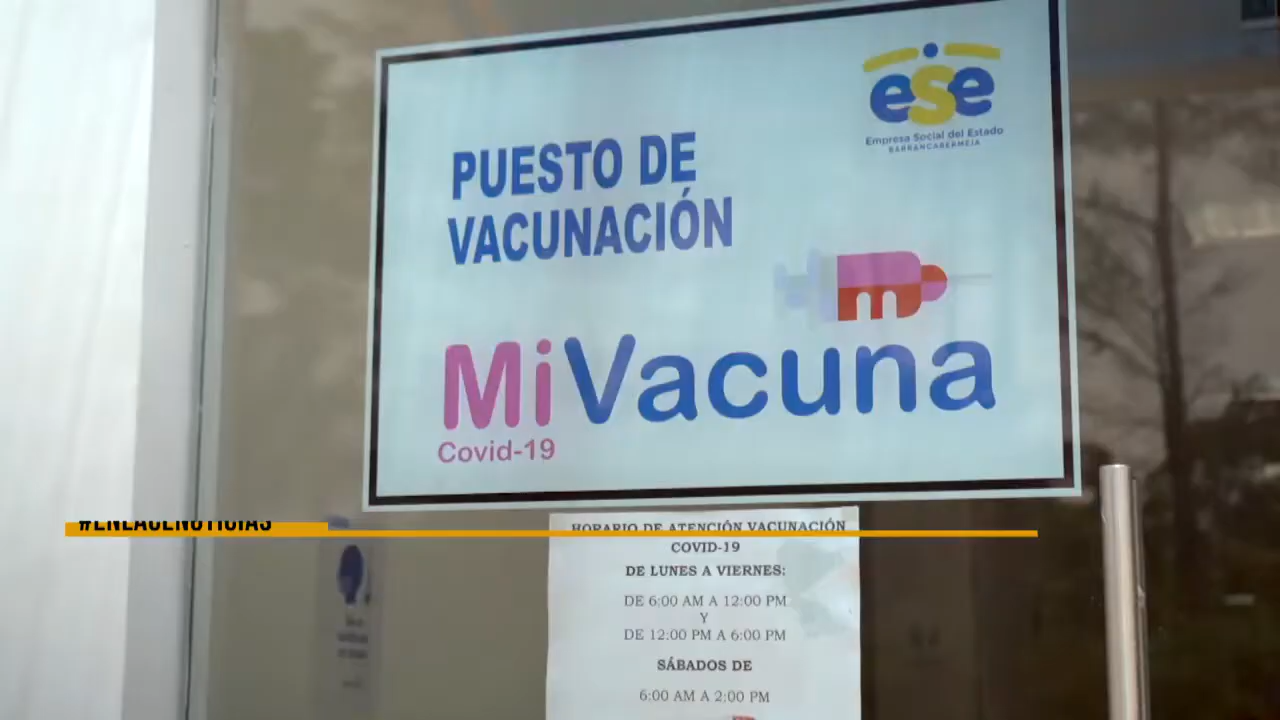 ese
Empresa Social del Estado
BARRANCABERMEJA
PUESTO DE
VACUNACIÓN
m
MiVacuna
Covid-19
#ENLACENOTICIAS
HORARIO DE ATENCIÓN VACUNACIÓN
COVID-19
DE LUNES A VIERNES:
DE 6:00 AM A 12:00 PM
Y
DE 12:00 PM A 6:00 PM
SÁBADOS DE
6:00 AM A 2:00 PM